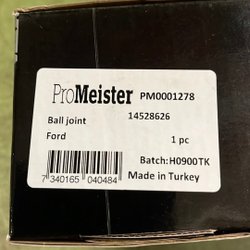 ProMeister PM0001278
Ball joint 14528626
Ford 1 pc
Batch:H0900TK
Made in Turkey
7 340165 040484